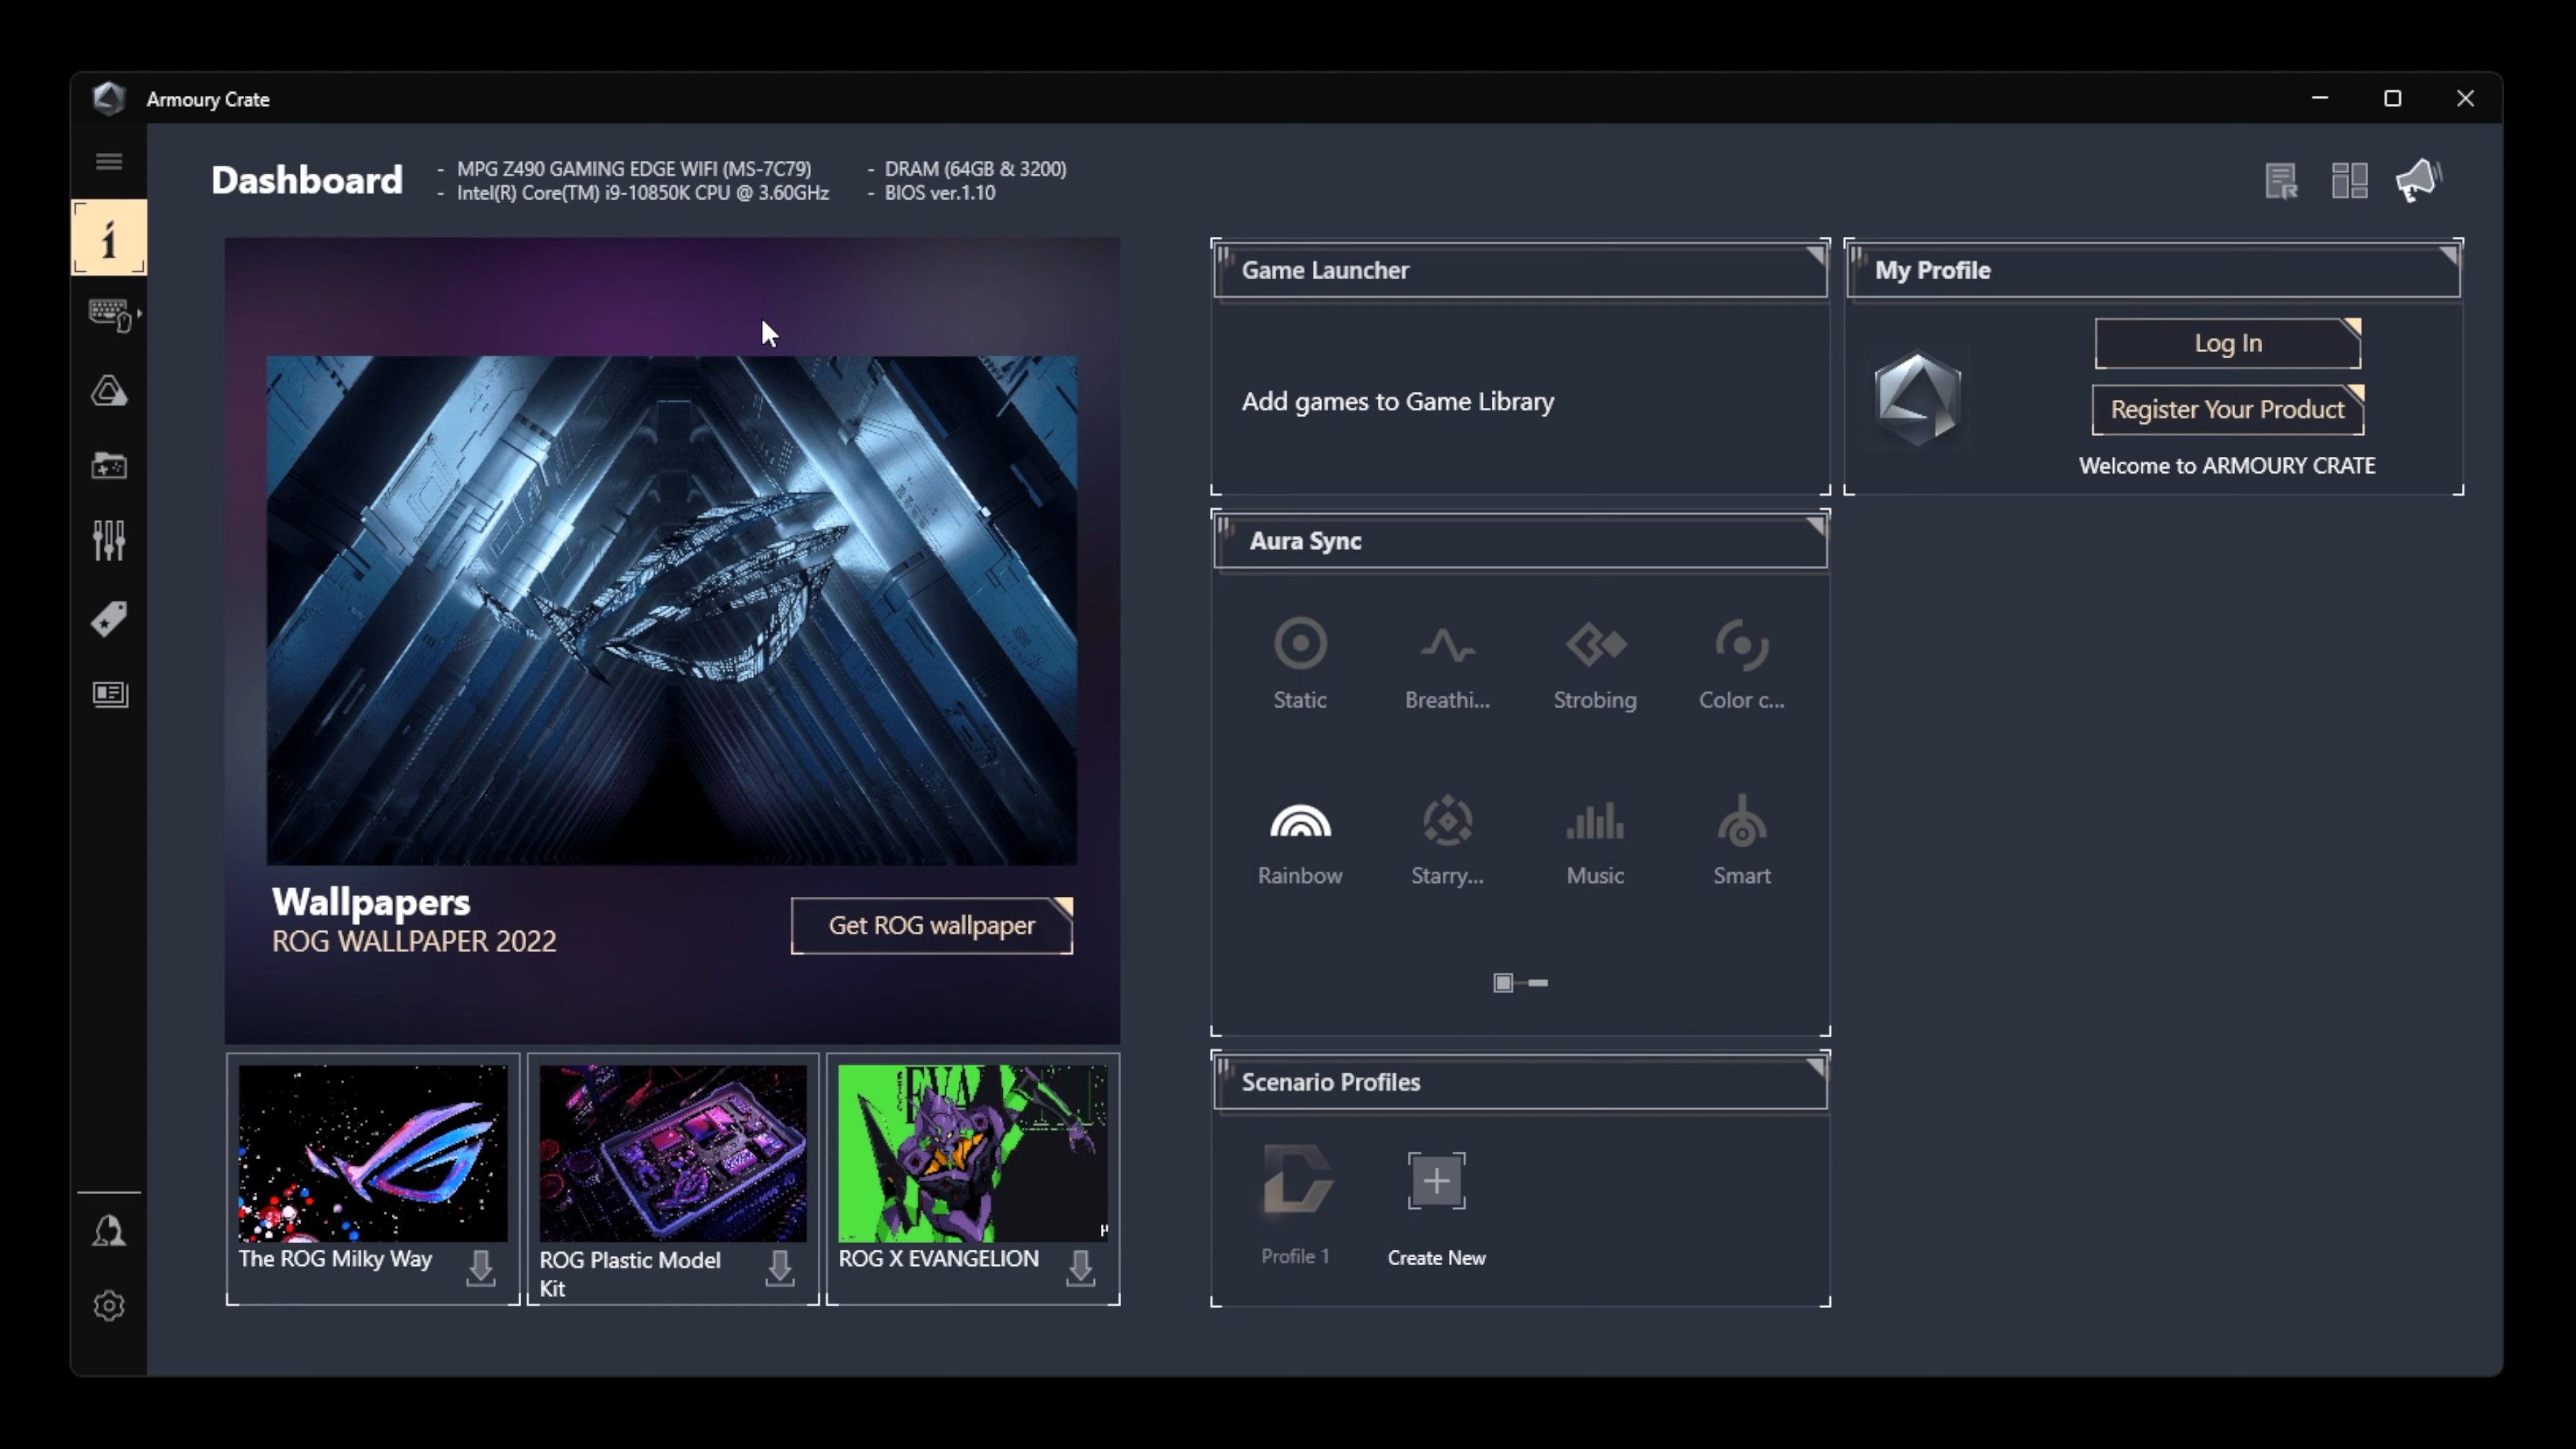 Armoury Crate
Dashboard
- MPG Z490 GAMING EDGE WIFI (MS-7C79)
- Intel(R) Core(TM) i9-10850K CPU @ 3.60GHz
- DRAM (64GB & 3200)
- BIOS ver.1.10
Wallpapers
ROG WALLPAPER 2022
Get ROG wallpaper
The ROG Milky Way
ROG Plastic Model
Kit
EVA
ROG X EVANGELION
Game Launcher
Add games to Game Library
My Profile
Log In
Register Your Product
Welcome to ARMOURY CRATE
Aura Sync
Static
Breathi...
Strobing
Color c...
Rainbow
Starry...
Music
Smart
Scenario Profiles
Profile 1
Create New